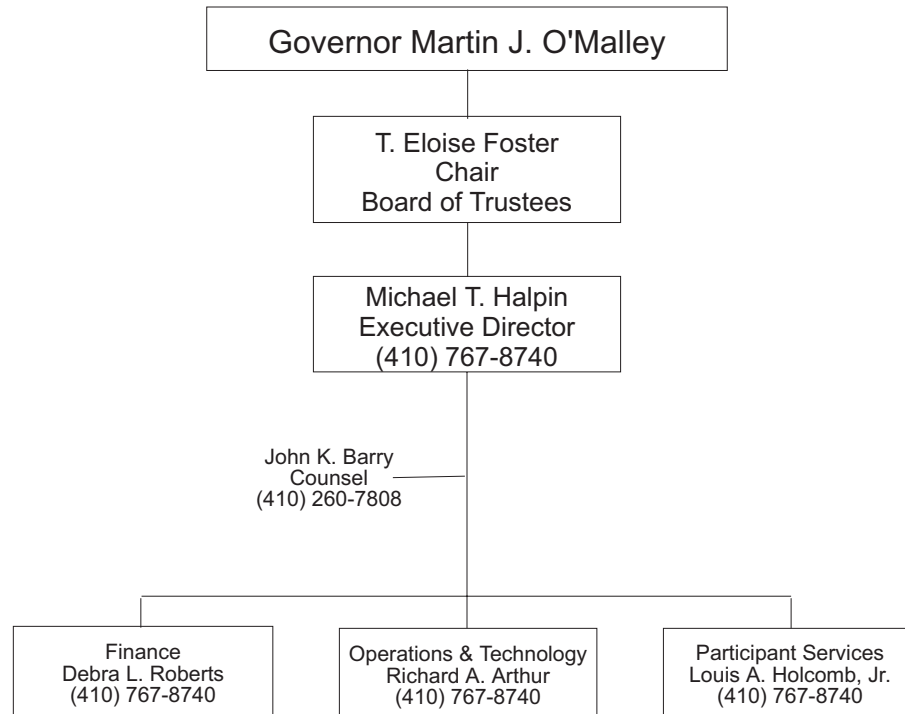 Governor Martin J. O'Malley
T. Eloise Foster
Chair
Board of Trustees
Michael T. Halpin
Executive Director
(410) 767-8740
John K. Barry
Counsel
(410) 260-7808
Finance
Debra L. Roberts
(410) 767-8740
Operations & Technology
Richard A. Arthur
(410) 767-8740
Participant Services
Louis A. Holcomb, Jr.
(410) 767-8740